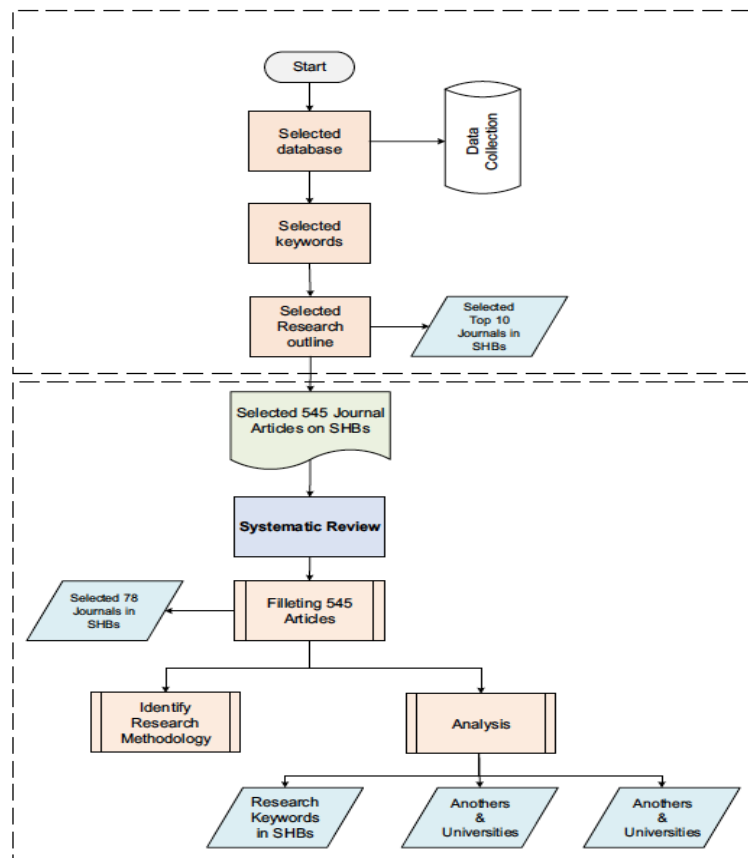 Start
Selected
database
Data
Collection
Selected
keywords
Selected
Research
outline
Selected
Top 10
Journals in
SHBs
Selected 545 Journal
Articles on SHBs
Systematic Review
Selected 78
Journals in
SHBs
Filleting 545
Articles
Identify
Research
Methodology
Analysis
Research
Keywords
in SHBs
Anothers
&
Universities
Anothers
&
Universities